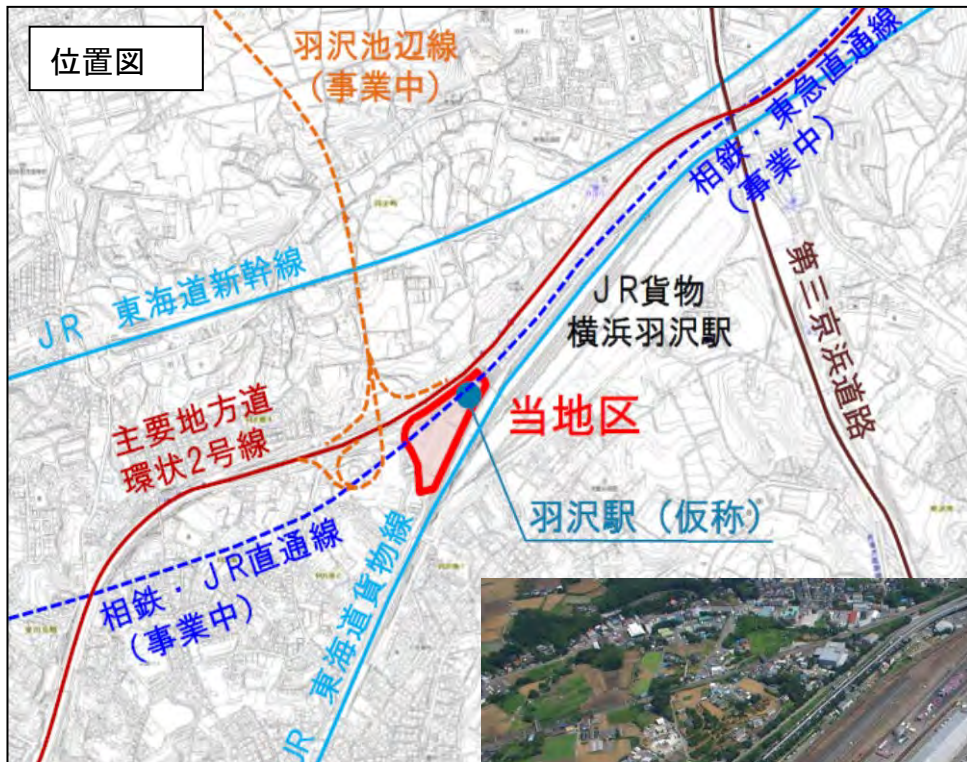 位置図
羽沢池辺線
(事業中)
相鉄・東急直通線
(事業中)
JR 東海道新幹線
第三京浜道路
JR貨物
横浜羽沢駅
主要地方道
環状2号線
当地区
羽沢駅（仮称）
相鉄・JR直通線
(事業中)
JR 東海道貨物線